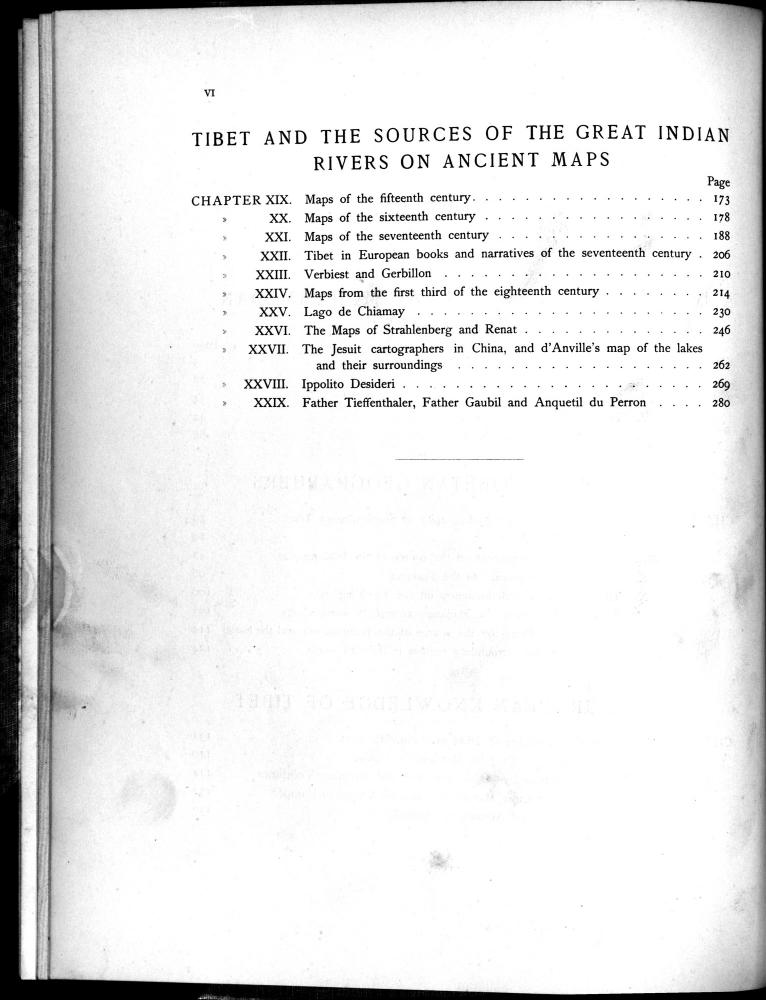 VI
TIBET AND THE SOURCES OF THE GREAT INDIAN
RIVERS ON ANCIENT MAPS
Page
CHAPTER XIX. Maps of the fifteenth century. . . . . . . . . . . . . . . . . . 173
» XX. Maps of the sixteenth century . . . . . . . . . . . . . . . . . 178
» XXI. Maps of the seventeenth century . . . . . . . . . . . . . . . . 188
» XXII. Tibet in European books and narratives of the seventeenth century . 206
» XXIII. Verbiest and Gerbillon . . . . . . . . . . . . . . . . . . . . 210
» XXIV. Maps from the first third of the eighteenth century . . . . . . . . 214
» XXV. Lago de Chiamay . . . . . . . . . . . . . . . . . . . . . . 230
» XXVI. The Maps of Strahlenberg and Renat . . . . . . . . . . . . . . 246
» XXVII. The Jesuit cartographers in China, and d'Anville's map of the lakes
and their surroundings . . . . . . . . . . . . . . . . . . . 262
» XXVIII. Ippolito Desideri . . . . . . . . . . . . . . . . . . . . . . . 269
» XXIX. Father Tieffenthaler, Father Gaubil and Anquetil du Perron . . . . 280